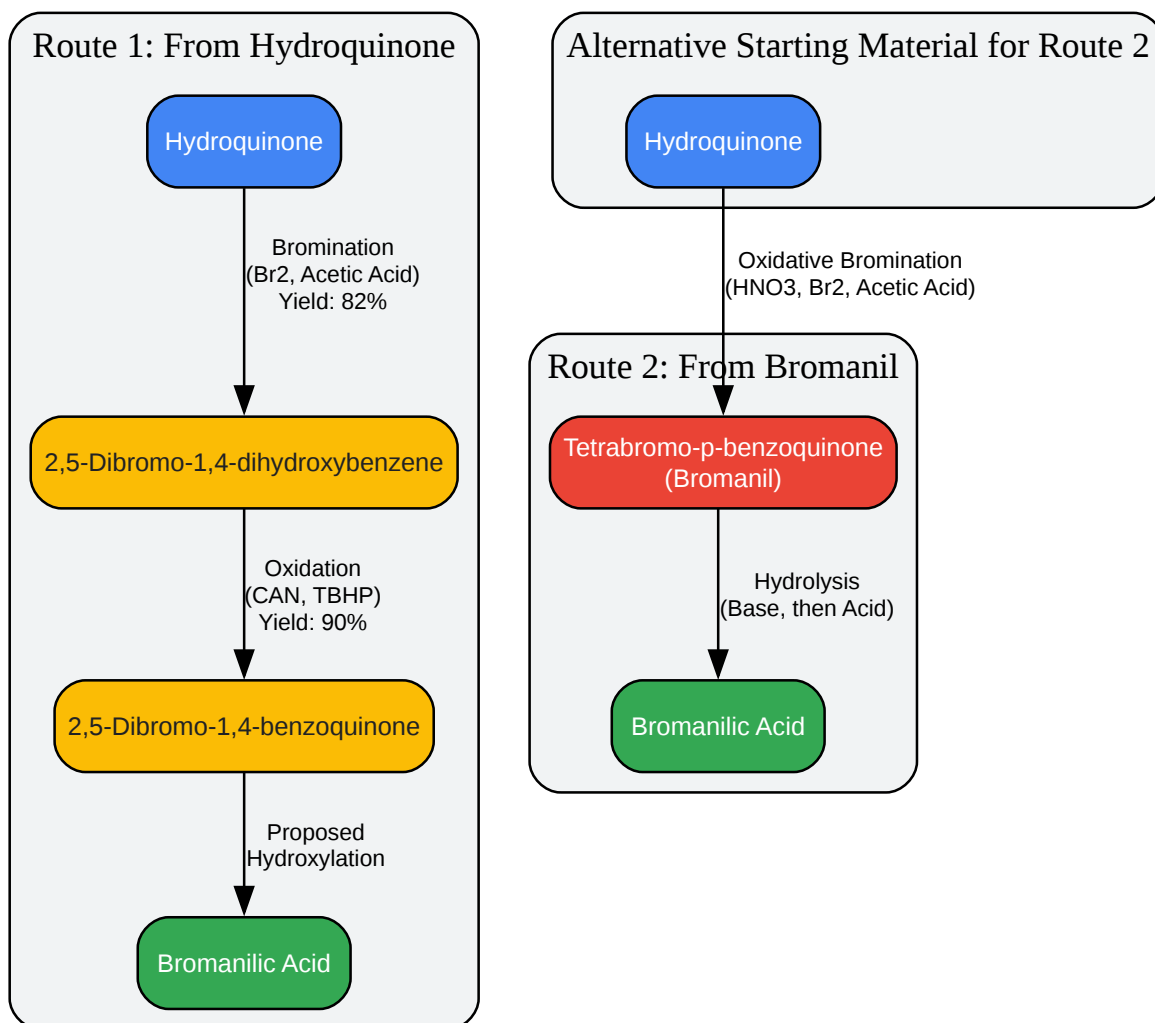 Route 1: From Hydroquinone
Hydroquinone
Bromination
(Br2, Acetic Acid)
Yield: 82%
2,5-Dibromo-1,4-dihydroxybenzene
Oxidation
(CAN, TBHP)
Yield: 90%
2,5-Dibromo-1,4-benzoquinone
Proposed
Hydroxylation
Bromanilic Acid
Alternative Starting Material for Route 2
Hydroquinone
Oxidative Bromination
(HNO3, Br2, Acetic Acid)
Route 2: From Bromanil
Tetrabromo-p-benzoquinone
(Bromanil)
Hydrolysis
(Base, then Acid)
Bromanilic Acid